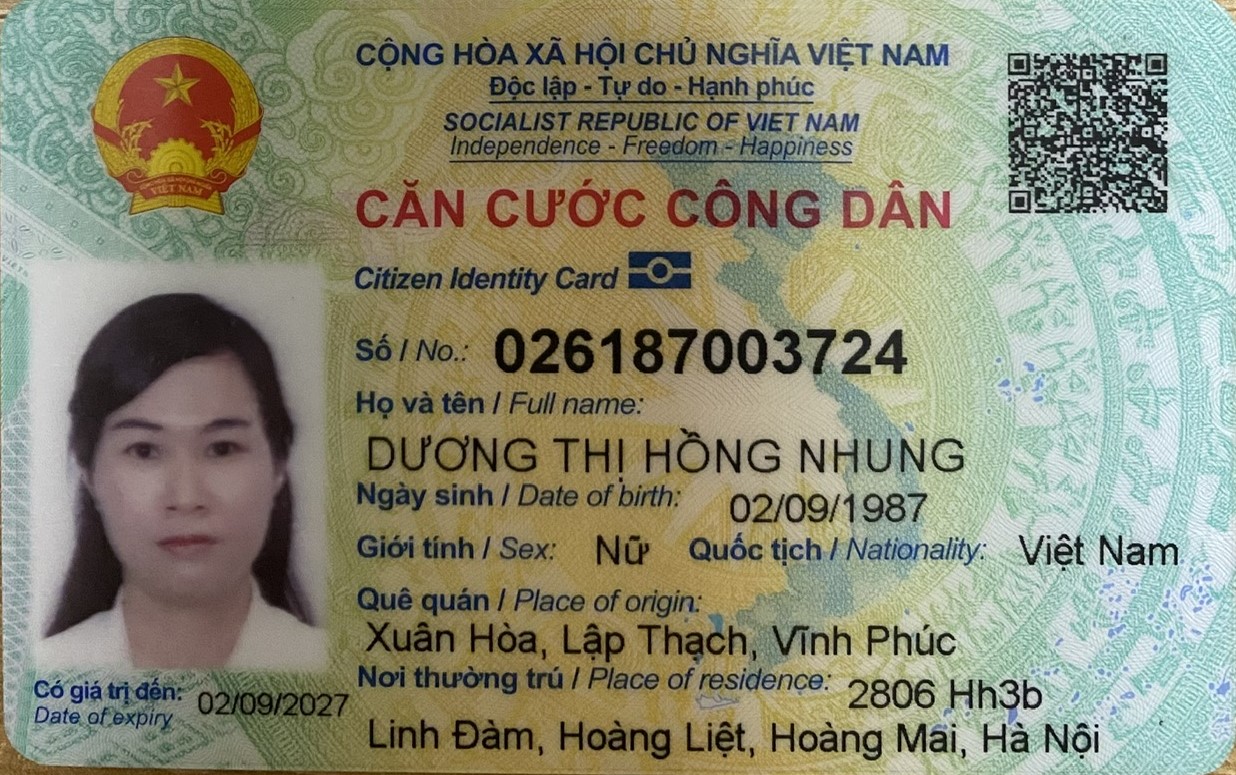 CỘNG HÒA XÃ HỘI CHỦ NGHĨA VIỆT NAM
Độc lập - Tự do - Hạnh phúc
SOCIALIST REPUBLIC OF VIET NAM
Independence - Freedom - Happiness
CĂN CƯỚC CÔNG DÂN
Citizen Identity Card
Số / No.: 026187003724
Họ và tên / Full name:
DƯƠNG THỊ HỒNG NHUNG
Ngày sinh / Date of birth: 02/09/1987
Giới tính / Sex: Nữ Quốc tịch / Nationality: Việt Nam
Quê quán / Place of origin:
Xuân Hòa, Lập Thạch, Vĩnh Phúc
Nơi thường trú / Place of residence: 2806 Hh3b
Linh Đàm, Hoàng Liệt, Hoàng Mai, Hà Nội
Có giá trị đến: 02/09/2027
Date of expiry
VIỆT NAM